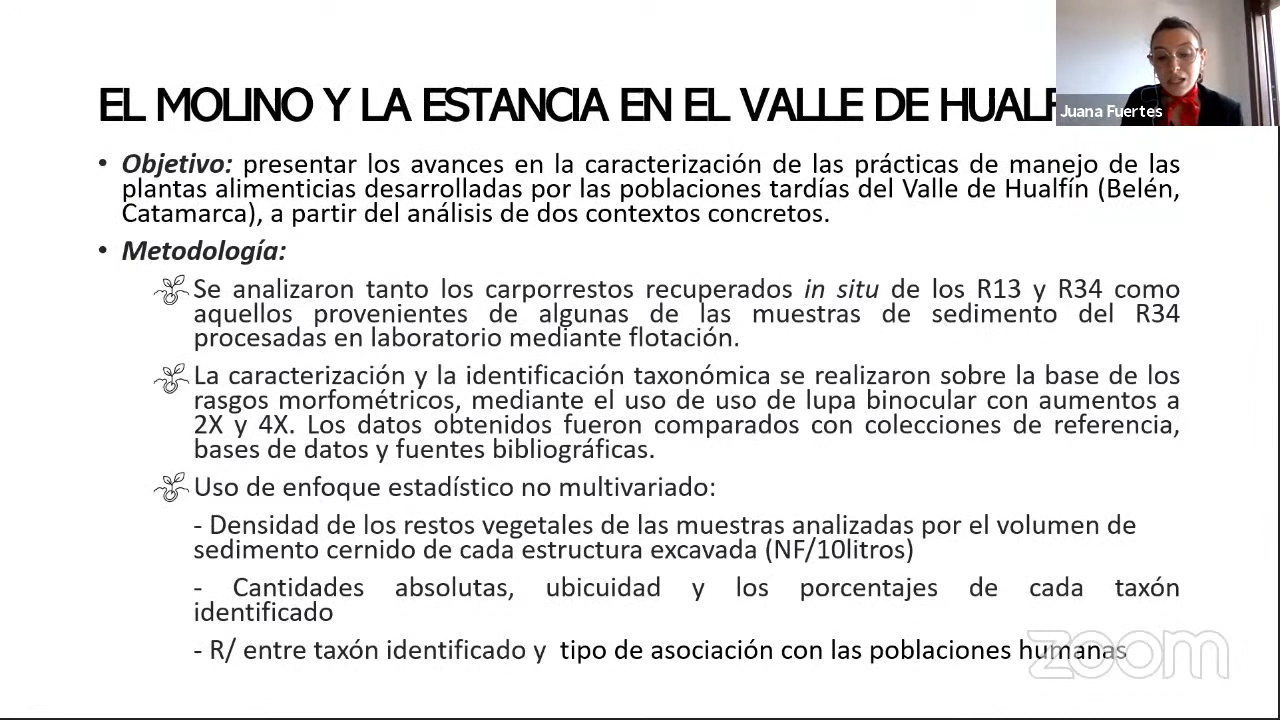 EL MOLINO Y LA ESTANCIA EN EL VALLE DE
Juana Fuertes
• Objetivo: presentar los avances en la caracterización de las prácticas de manejo de las
plantas alimenticias desarrolladas por las poblaciones tardías del Valle de Hualfín (Belén,
Catamarca), a partir del análisis de dos contextos concretos.
• Metodología:
Se analizaron tanto los carporrestos recuperados in situ de los R13 y R34 como
aquellos provenientes de algunas de las muestras de sedimento del R34
procesadas en laboratorio mediante flotación.
La caracterización y la identificación taxonómica se realizaron sobre la base de los
rasgos morfométricos, mediante el uso de uso de lupa binocular con aumentos a
2X y 4X. Los datos obtenidos fueron comparados con colecciones de referencia,
bases de datos y fuentes bibliográficas.
Uso de enfoque estadístico no multivariado:
- Densidad de los restos vegetales de las muestras analizadas por el volumen de
sedimento cernido de cada estructura excavada (NF/10litros)
- Cantidades absolutas, ubicuidad y los porcentajes de cada taxón
identificado
- R/ entre taxón identificado y tipo de asociación con las poblaciones humanas
zoom